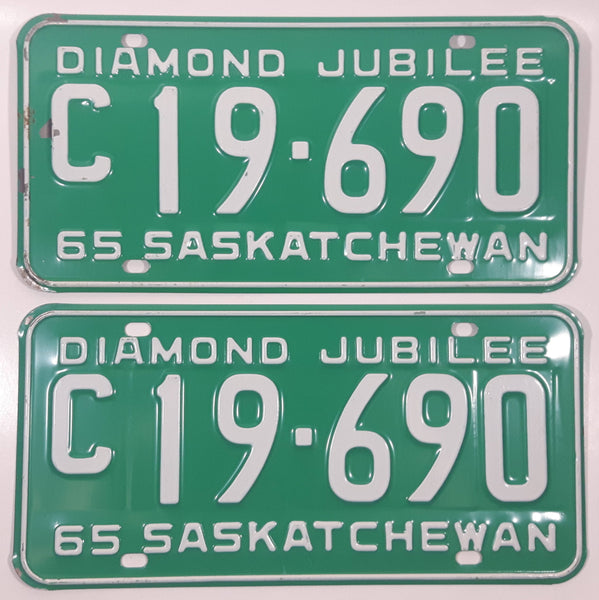 DIAMOND JUBILEE
C19·690
65 SASKATCHEWAN
DIAMOND JUBILEE
C19·690
65 SASKATCHEWAN